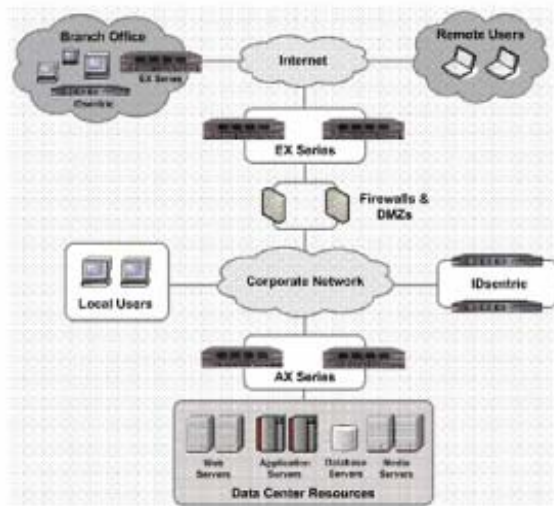 Branch Office
EX Series
IDsentric
Internet
Remote Users
EX Series
Firewalls &
DMZs
Local Users
Corporate Network
IDsentric
AX Series
Web
Servers
Application
Servers
Database
Servers
Media
Servers
Data Center Resources